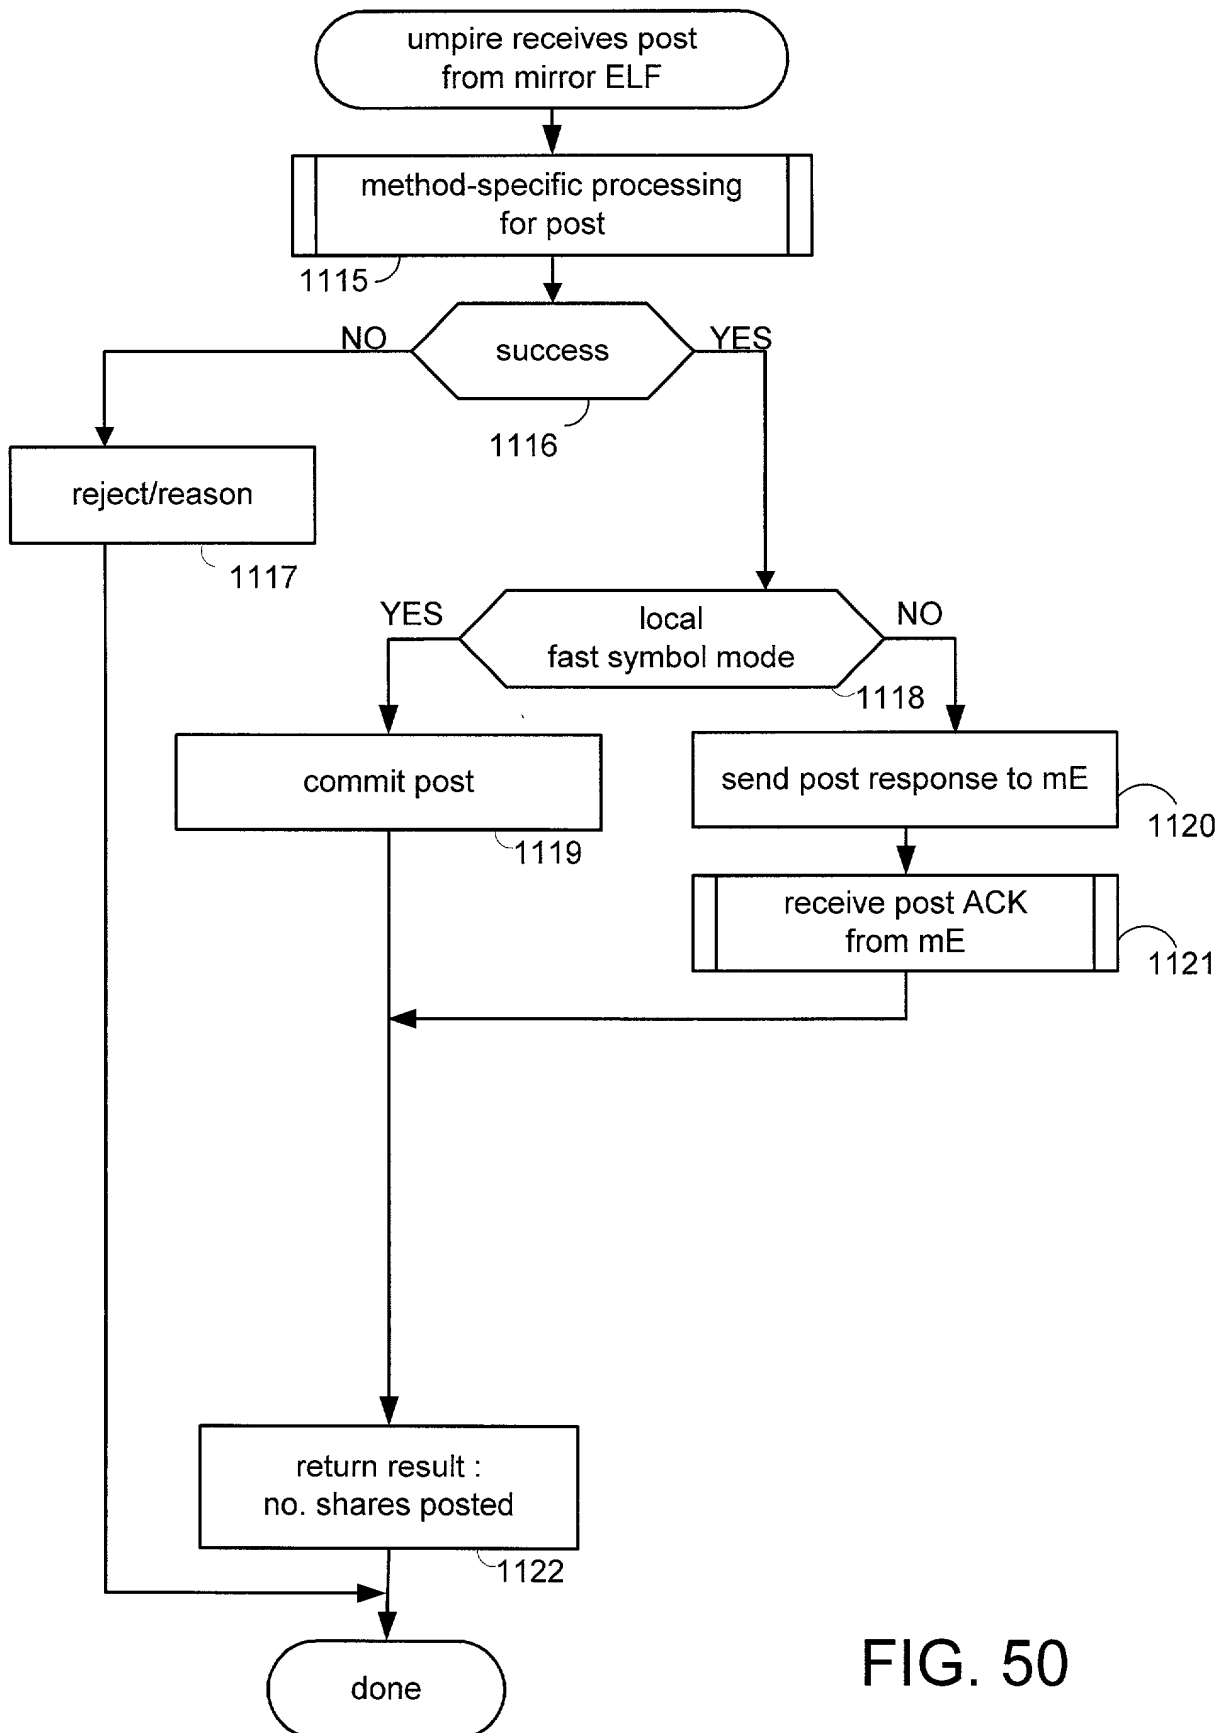 umpire receives post
from mirror ELF
method-specific processing
for post
1115
NO
YES
success
1116
reject/reason
1117
YES
NO
local
fast symbol mode
1118
commit post
1119
send post response to mE
1120
receive post ACK
from mE
1121
return result :
no. shares posted
1122
done
FIG. 50